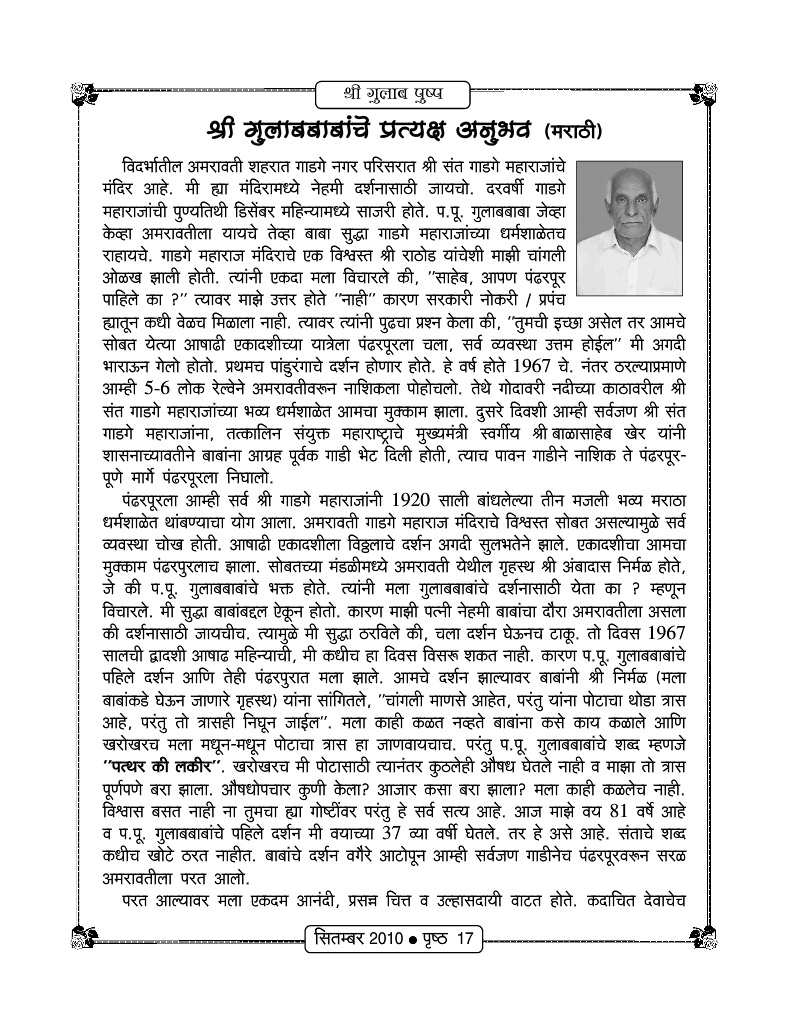 श्री गुलाब पुष्प
श्री गुलाबबाबांचे प्रत्यक्ष अनुभव (मराठी)
विदर्भातील अमरावती शहरात गाडगे नगर परिसरात श्री संत गाडगे महाराजांचे
मंदिर आहे. मी ह्या मंदिरामध्ये नेहमी दर्शनासाठी जायचो. दरवर्षी गाडगे
महाराजांची पुण्यतिथी डिसेंबर महिन्यामध्ये साजरी होते. प.पू. गुलाबबाबा जेव्हा
केव्हा अमरावतीला यायचे तेव्हा बाबा सुद्धा गाडगे महाराजांच्या धर्मशाळेतच
राहायचे. गाडगे महाराज मंदिराचे एक विश्वस्त श्री राठोड यांचेशी माझी चांगली
ओळख झाली होती. त्यांनी एकदा मला विचारले की, ”साहेब, आपण पंढरपूर
पाहिले का ?” त्यावर माझे उत्तर होते ”नाही” कारण सरकारी नोकरी / प्रपंच
ह्यातून कधी वेळच मिळाला नाही. त्यावर त्यांनी पुढचा प्रश्न केला की, ”तुमची इच्छा असेल तर आमचे
सोबत येत्या आषाढी एकादशीच्या यात्रेला पंढरपूरला चला, सर्व व्यवस्था उत्तम होईल” मी अगदी
भाराऊन गेलो होतो. प्रथमच पांडुरंगाचे दर्शन होणार होते. हे वर्ष होते 1967 चे. नंतर ठरल्याप्रमाणे
आम्ही 5-6 लोक रेल्वेने अमरावतीवरून नाशिकला पोहोचलो. तेथे गोदावरी नदीच्या काठावरील श्री
संत गाडगे महाराजांच्या भव्य धर्मशाळेत आमचा मुक्काम झाला. दुसरे दिवशी आम्ही सर्वजण श्री संत
गाडगे महाराजांना, तत्कालिन संयुक्त महाराष्ट्राचे मुख्यमंत्री स्वर्गीय श्री बाळासाहेब खेर यांनी
शासनाच्यावतीने बाबांना आग्रह पूर्वक गाडी भेट दिली होती, त्याच पावन गाडीने नाशिक ते पंढरपूर-
पूणे मार्गे पंढरपूरला निघालो.
पंढरपूरला आम्ही सर्व श्री गाडगे महाराजांनी 1920 साली बांधलेल्या तीन मजली भव्य मराठा
धर्मशाळेत थांबण्याचा योग आला. अमरावती गाडगे महाराज मंदिराचे विश्वस्त सोबत असल्यामुळे सर्व
व्यवस्था चोख होती. आषाढी एकादशीला विठ्ठलाचे दर्शन अगदी सुलभतेने झाले. एकादशीचा आमचा
मुक्काम पंढरपुरलाच झाला. सोबतच्या मंडळीमध्ये अमरावती येथील गृहस्थ श्री अंबादास निर्मळ होते,
जे की प.पू. गुलाबबाबांचे भक्त होते. त्यांनी मला गुलाबबाबांचे दर्शनासाठी येता का ? म्हणून
विचारले. मी सुद्धा बाबांबद्दल ऐकून होतो. कारण माझी पत्नी नेहमी बाबांचा दौरा अमरावतीला असला
की दर्शनासाठी जायचीच. त्यामुळे मी सुद्धा ठरविले की, चला दर्शन घेऊनच टाकू. तो दिवस 1967
सालची द्वादशी आषाढ महिन्याची, मी कधीच हा दिवस विसरू शकत नाही. कारण प.पू. गुलाबबाबांचे
पहिले दर्शन आणि तेही पंढरपुरात मला झाले. आमचे दर्शन झाल्यावर बाबांनी श्री निर्मळ (मला
बाबांकडे घेऊन जाणारे गृहस्थ) यांना सांगितले, ”चांगली माणसे आहेत, परंतु यांना पोटाचा थोडा त्रास
आहे, परंतु तो त्रासही निघून जाईल”. मला काही कळत नव्हते बाबांना कसे काय कळाले आणि
खरोखरच मला मधून-मधून पोटाचा त्रास हा जाणवायचाच. परंतु प.पू. गुलाबबाबांचे शब्द म्हणजे
”पत्थर की लकीर”. खरोखरच मी पोटासाठी त्यानंतर कुठलेही औषध घेतले नाही व माझा तो त्रास
पूर्णपणे बरा झाला. औषधोपचार कुणी केला? आजार कसा बरा झाला? मला काही कळलेच नाही.
विश्वास बसत नाही ना तुमचा ह्या गोष्टींवर परंतु हे सर्व सत्य आहे. आज माझे वय 81 वर्षे आहे
व प.पू. गुलाबबाबांचे पहिले दर्शन मी वयाच्या 37 व्या वर्षी घेतले. तर हे असे आहे. संताचे शब्द
कधीच खोटे ठरत नाहीत. बाबांचे दर्शन वगैरे आटोपून आम्ही सर्वजण गाडीनेच पंढरपूरवरून सरळ
अमरावतीला परत आलो.
परत आल्यावर मला एकदम आनंदी, प्रसन्न चित्त व उल्हासदायी वाटत होते. कदाचित देवाचेच
सितम्बर 2010 ● पृष्ठ 17